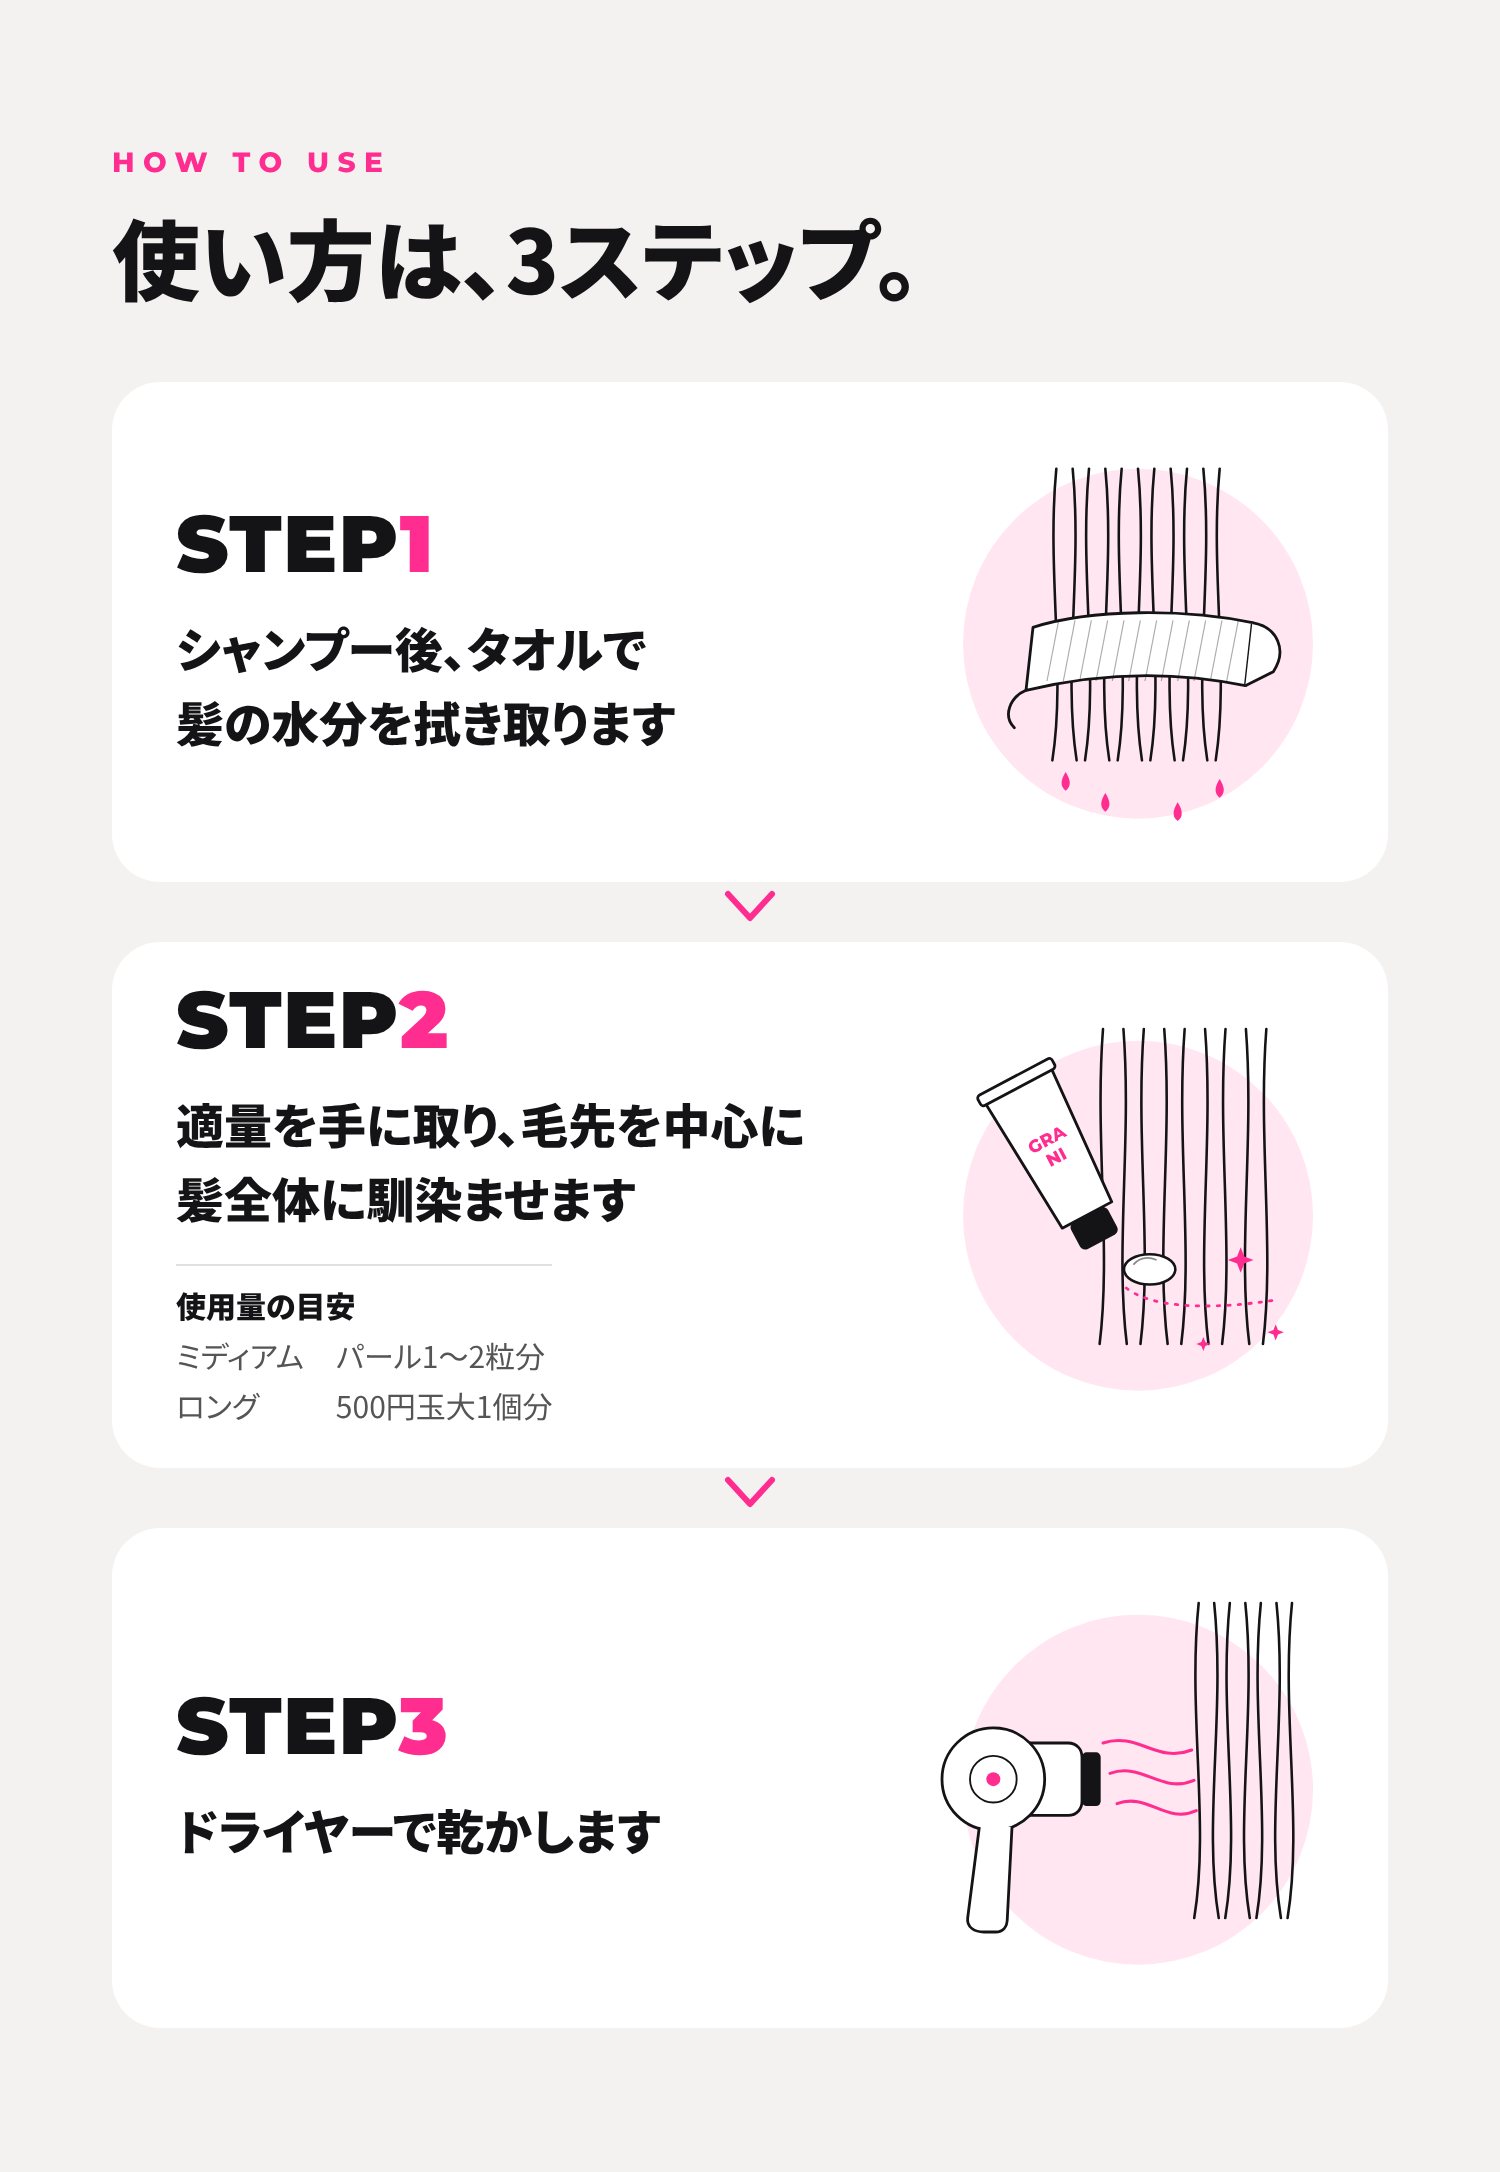 HOW TO USE
使い方は、3ステップ。
STEP1
シャンプー後、タオルで
髪の水分を拭き取ります
STEP2
適量を手に取り、毛先を中心に
髪全体に馴染ませます
使用量の目安
ミディアム パール1〜2粒分
ロング 500円玉大1個分
GRA
NI
STEP3
ドライヤーで乾かします